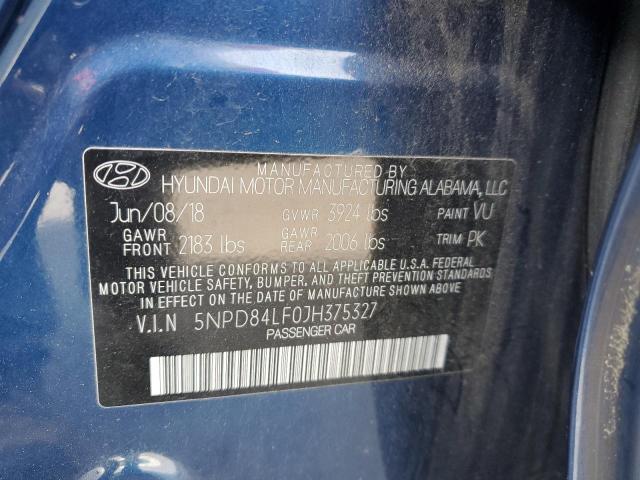 MANUFACTURED BY
HYUNDAI MOTOR MANUFACTURING ALABAMA, LLC
Jun/08/18 GVWR 3924 lbs PAINT VU
GAWR FRONT 2183 lbs GAWR REAR 2006 lbs TRIM PK
THIS VEHICLE CONFORMS TO ALL APPLICABLE U.S.A. FEDERAL
MOTOR VEHICLE SAFETY, BUMPER, AND THEFT PREVENTION STANDARDS
IN EFFECT ON THE DATE OF MANUFACTURE SHOWN ABOVE.
V.I.N 5NPD84LF0JH375327
PASSENGER CAR